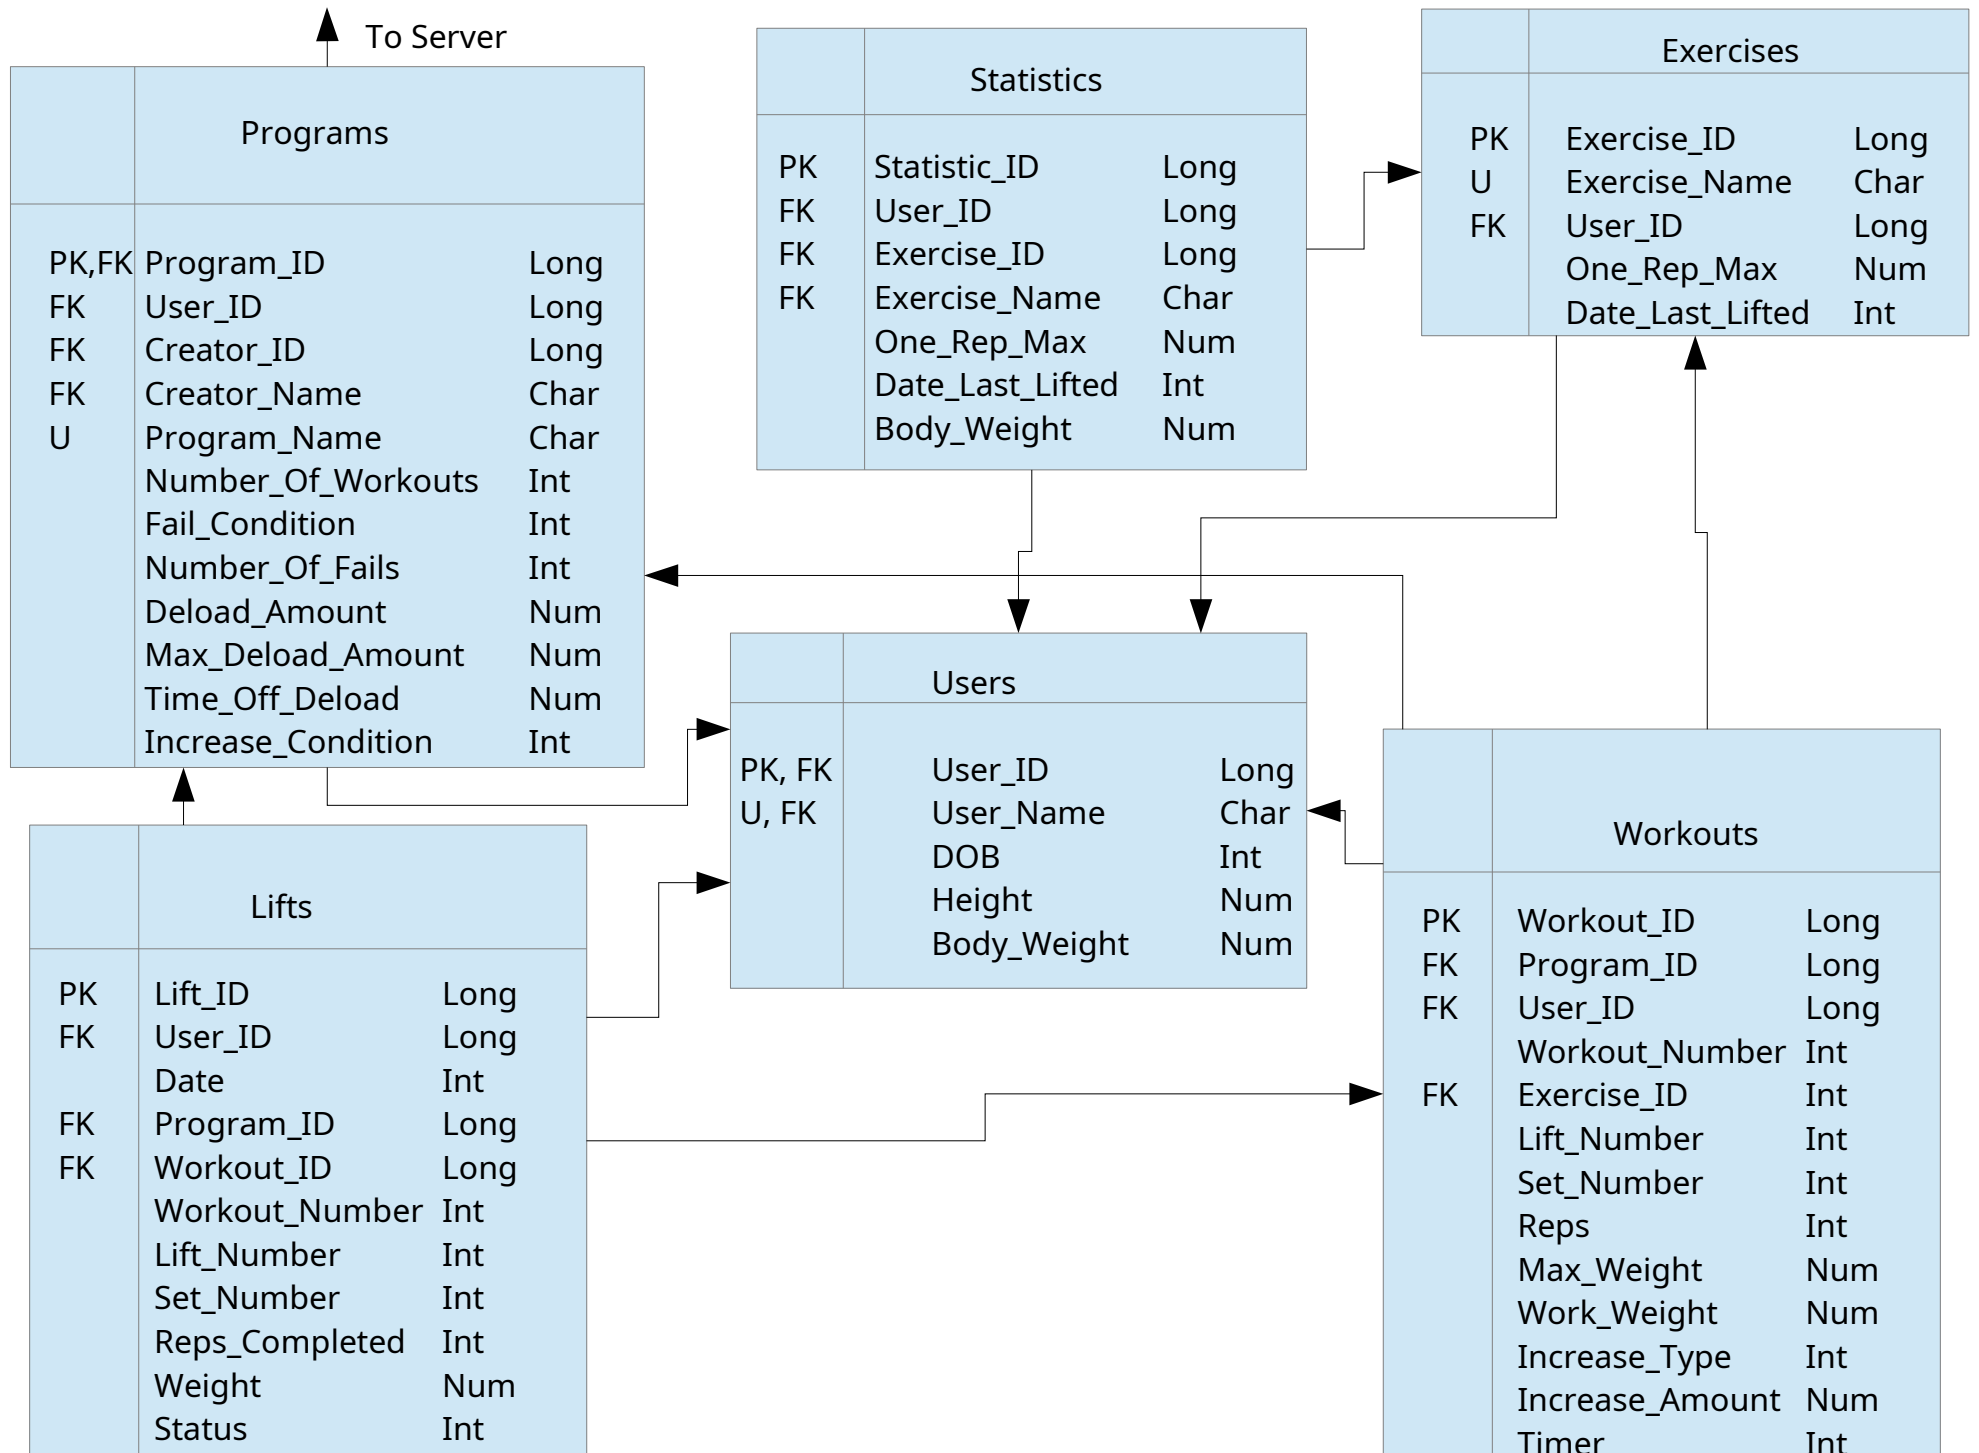 To Server
Programs
PK,FK Program_ID Long
FK User_ID Long
FK Creator_ID Long
FK Creator_Name Char
U Program_Name Char
Number_Of_Workouts Int
Fail_Condition Int
Number_Of_Fails Int
Deload_Amount Num
Max_Deload_Amount Num
Time_Off_Deload Num
Increase_Condition Int
Statistics
PK Statistic_ID Long
FK User_ID Long
FK Exercise_ID Long
FK Exercise_Name Char
One_Rep_Max Num
Date_Last_Lifted Int
Body_Weight Num
Exercises
PK Exercise_ID Long
U Exercise_Name Char
FK User_ID Long
One_Rep_Max Num
Date_Last_Lifted Int
Users
PK, FK User_ID Long
U, FK User_Name Char
DOB Int
Height Num
Body_Weight Num
Lifts
PK Lift_ID Long
FK User_ID Long
Date Int
FK Program_ID Long
FK Workout_ID Long
Workout_Number Int
Lift_Number Int
Set_Number Int
Reps_Completed Int
Weight Num
Status Int
Workouts
PK Workout_ID Long
FK Program_ID Long
FK User_ID Long
Workout_Number Int
FK Exercise_ID Int
Lift_Number Int
Set_Number Int
Reps Int
Max_Weight Num
Work_Weight Num
Increase_Type Int
Increase_Amount Num
Timer Int